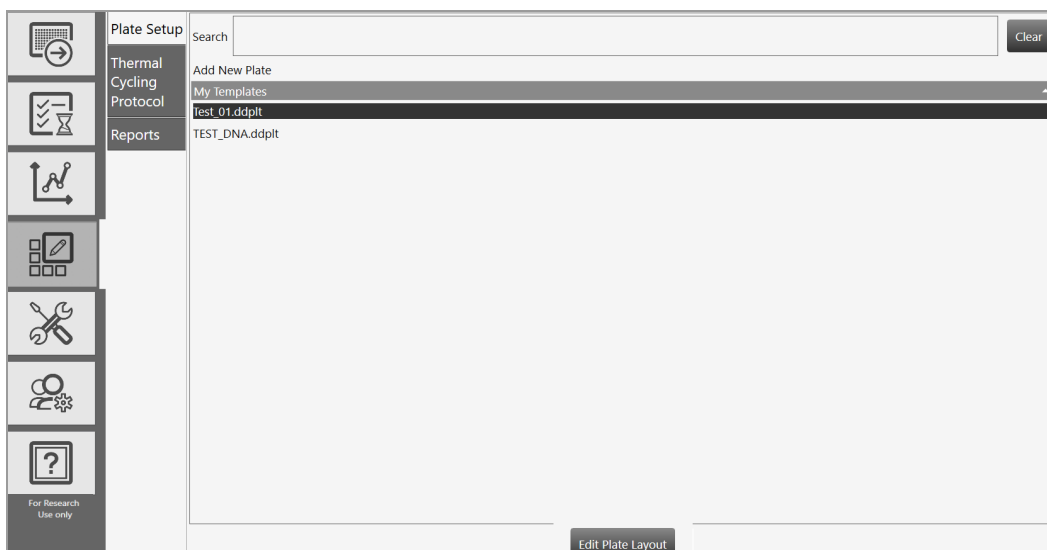 Plate Setup
Thermal
Cycling
Protocol
Reports
Search
Clear
Add New Plate
My Templates
Test_01.ddplt
TEST_DNA.ddplt
?
For Research
Use only
Edit Plate Layout